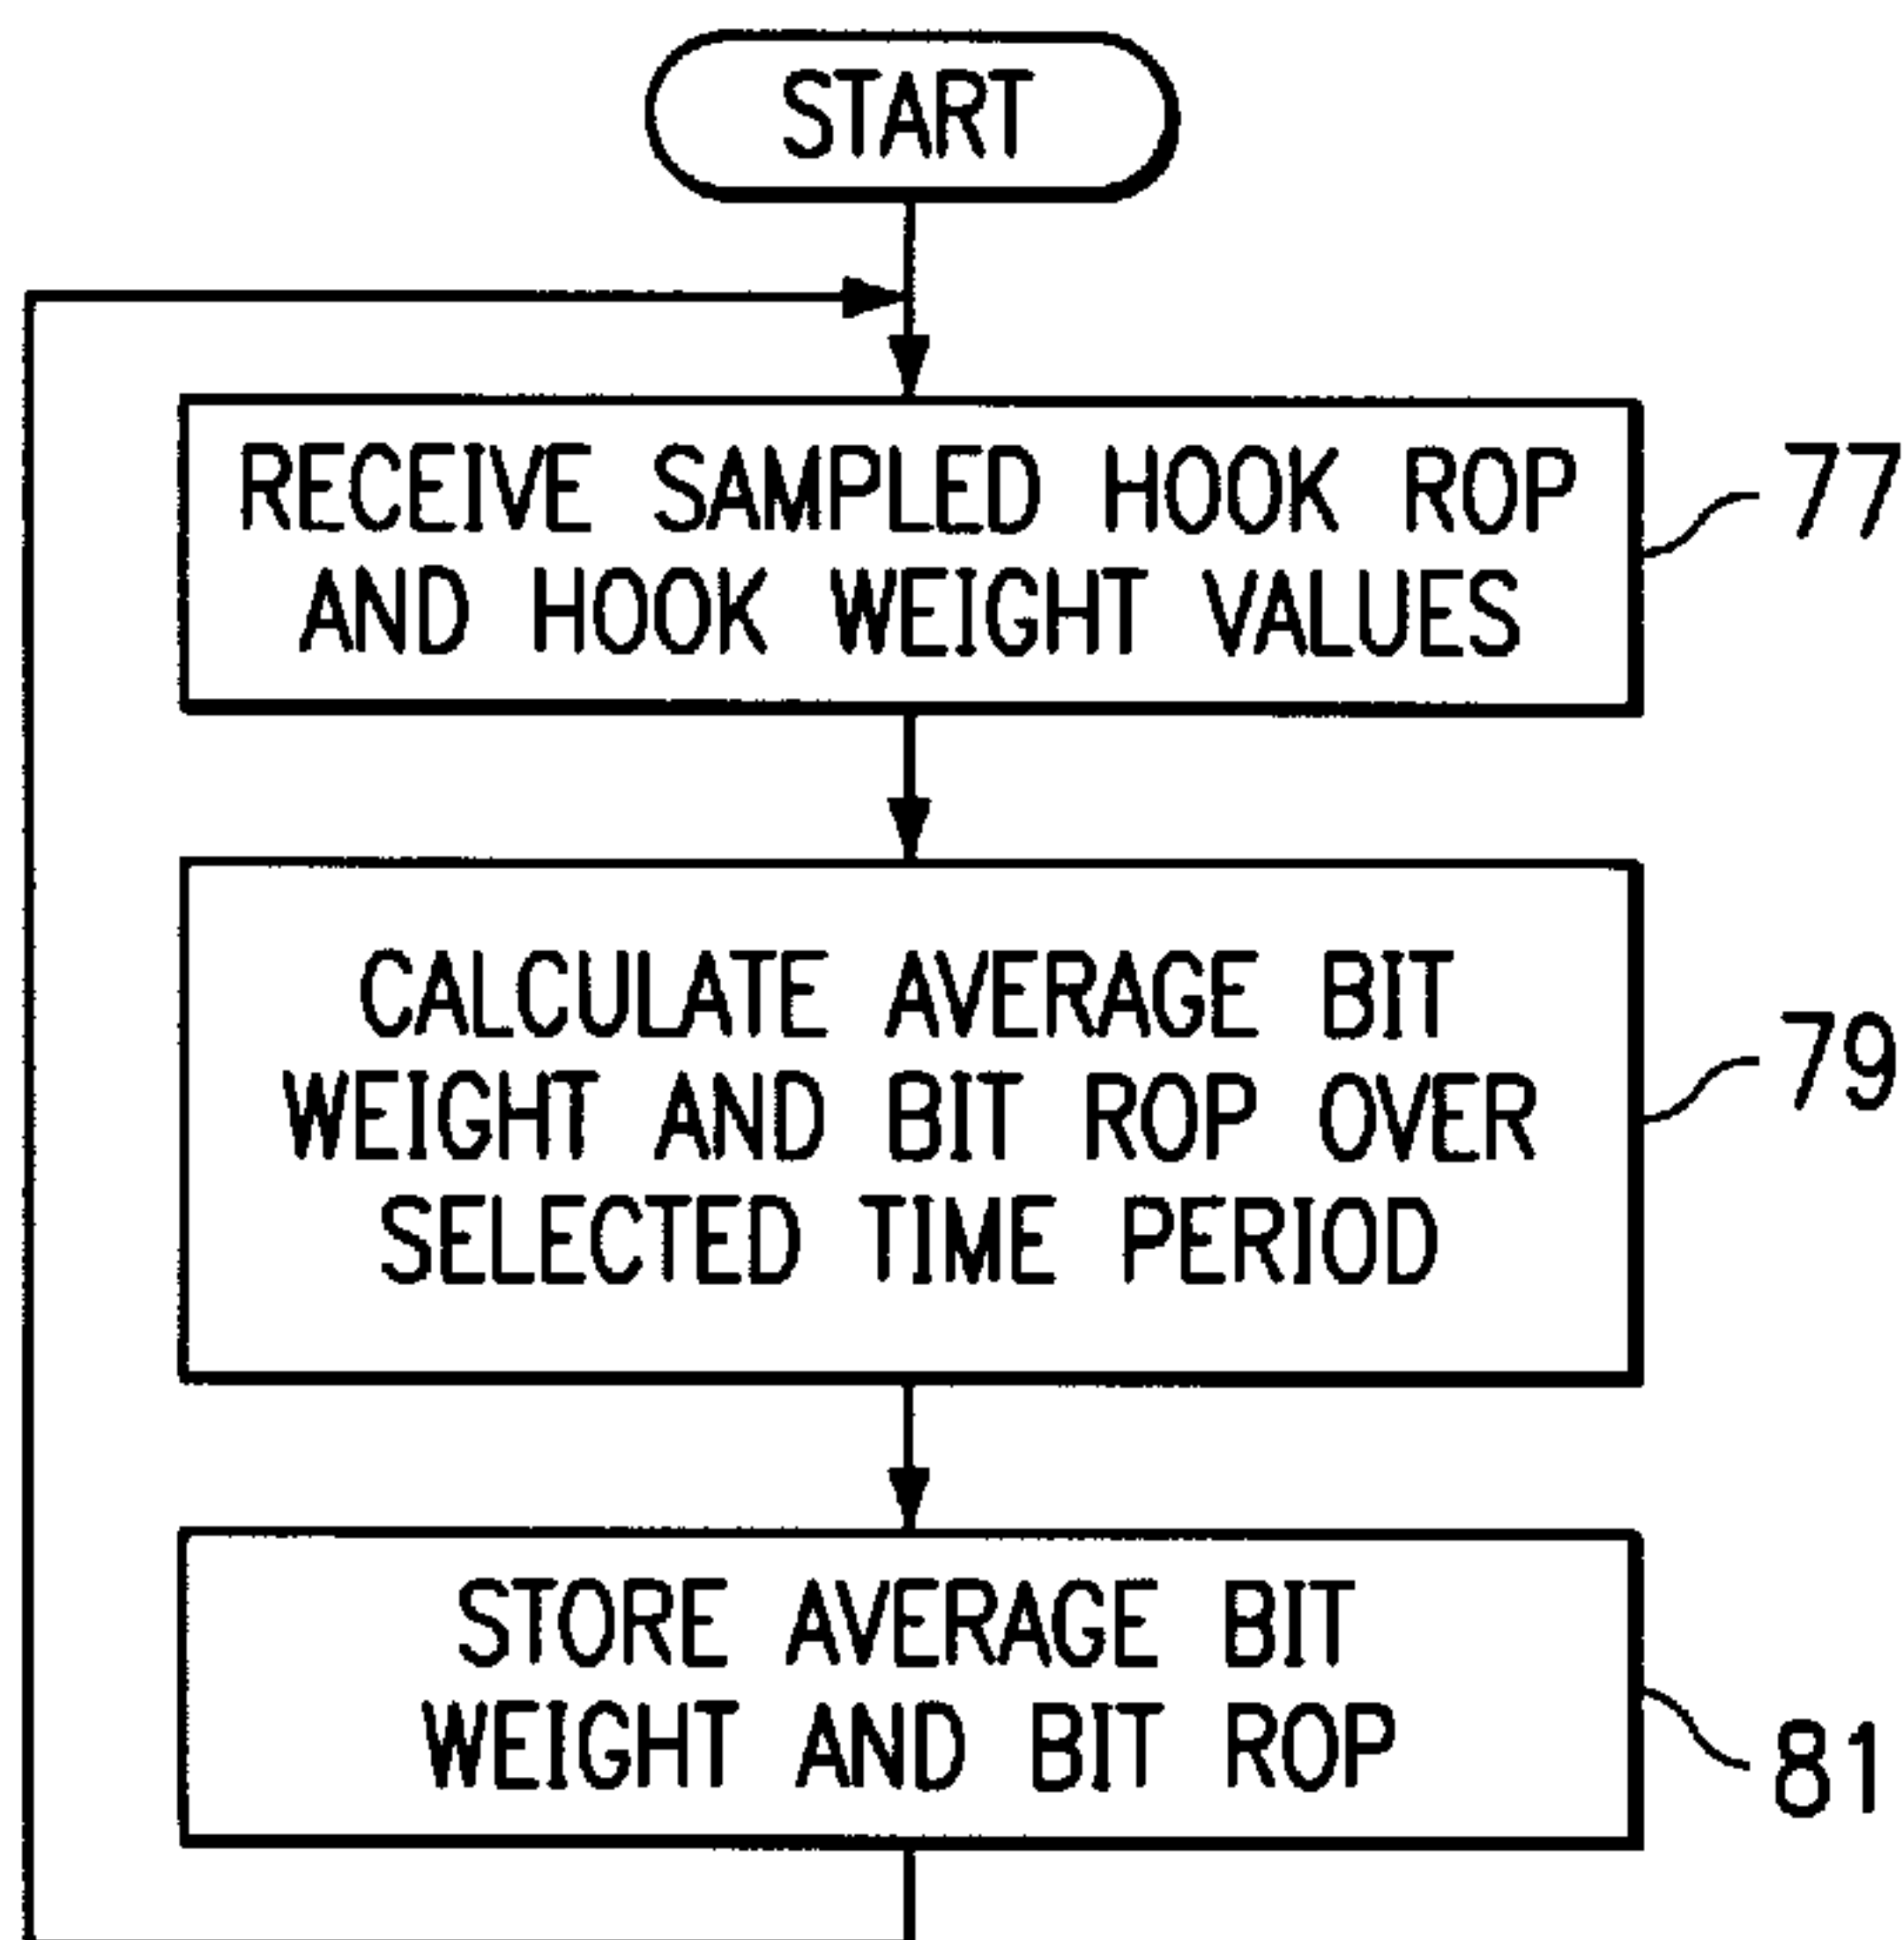 START
RECEIVE SAMPLED HOOK ROP
AND HOOK WEIGHT VALUES
77
CALCULATE AVERAGE BIT
WEIGHT AND BIT ROP OVER
SELECTED TIME PERIOD
79
STORE AVERAGE BIT
WEIGHT AND BIT ROP
81